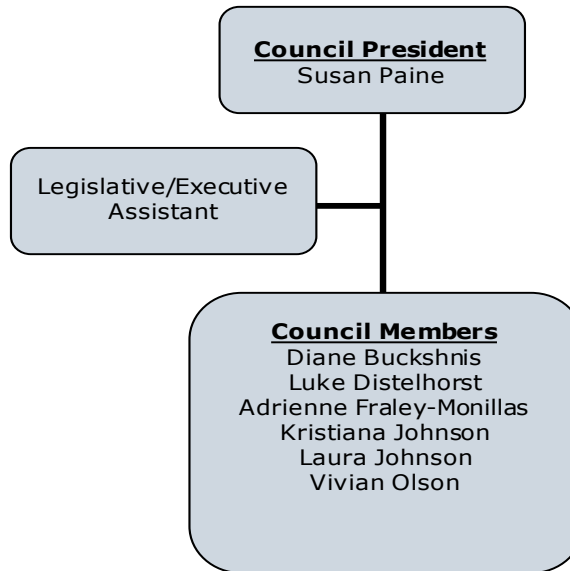 Council President
Susan Paine
Legislative/Executive
Assistant
Council Members
Diane Buckshnis
Luke Distelhorst
Adrienne Fraley-Monillas
Kristiana Johnson
Laura Johnson
Vivian Olson